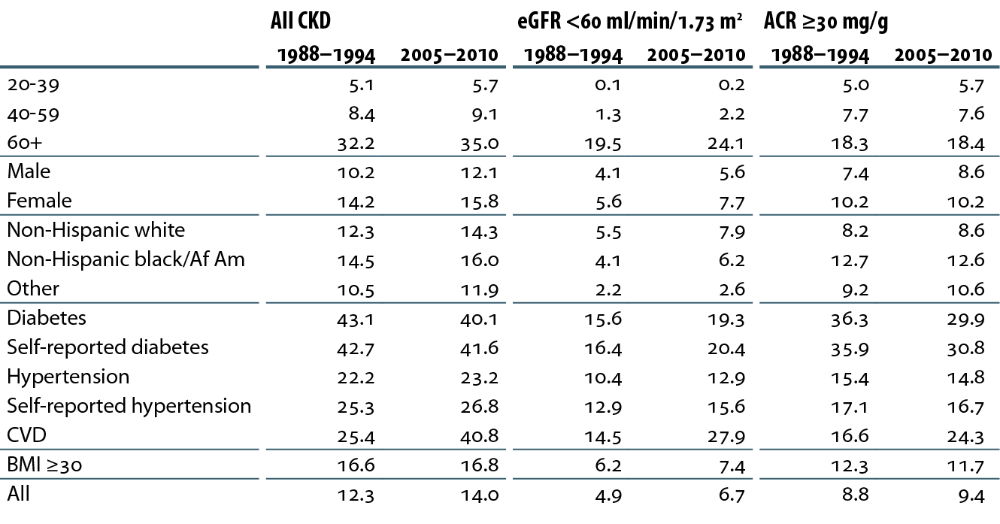 All CKD eGFR <60 ml/min/1.73 m² ACR ≥30 mg/g
1988–1994 2005–2010 1988–1994 2005–2010 1988–1994 2005–2010
20-39 5.1 5.7 0.1 0.2 5.0 5.7
40-59 8.4 9.1 1.3 2.2 7.7 7.6
60+ 32.2 35.0 19.5 24.1 18.3 18.4
Male 10.2 12.1 4.1 5.6 7.4 8.6
Female 14.2 15.8 5.6 7.7 10.2 10.2
Non-Hispanic white 12.3 14.3 5.5 7.9 8.2 8.6
Non-Hispanic black/Af Am 14.5 16.0 4.1 6.2 12.7 12.6
Other 10.5 11.9 2.2 2.6 9.2 10.6
Diabetes 43.1 40.1 15.6 19.3 36.3 29.9
Self-reported diabetes 42.7 41.6 16.4 20.4 35.9 30.8
Hypertension 22.2 23.2 10.4 12.9 15.4 14.8
Self-reported hypertension 25.3 26.8 12.9 15.6 17.1 16.7
CVD 25.4 40.8 14.5 27.9 16.6 24.3
BMI ≥30 16.6 16.8 6.2 7.4 12.3 11.7
All 12.3 14.0 4.9 6.7 8.8 9.4